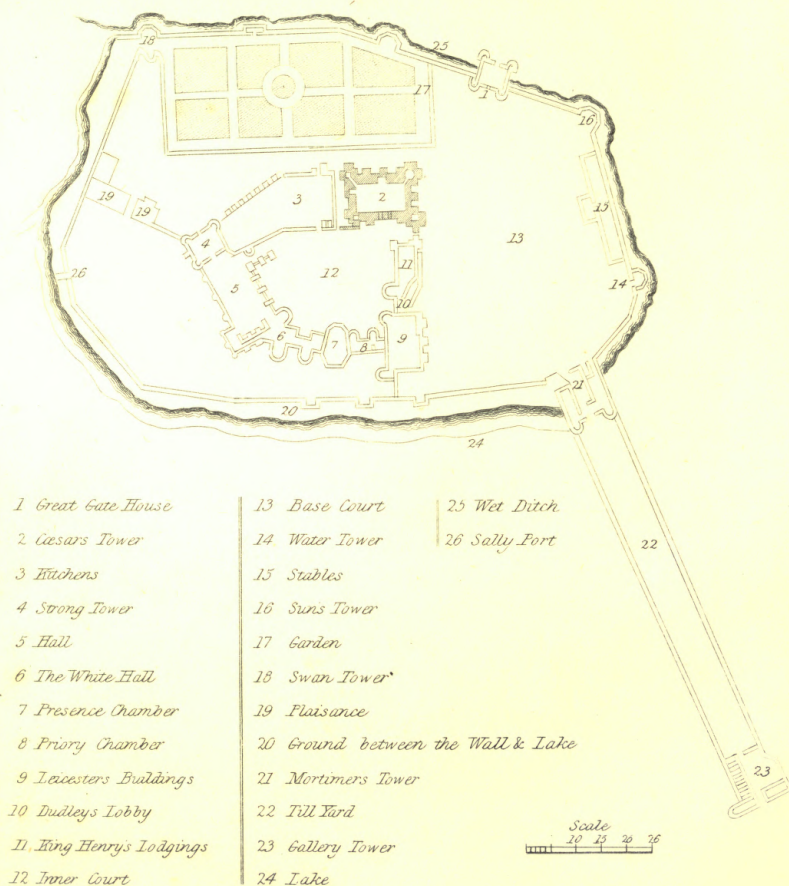 18
25
1
17
16
19
19
3
2
15
4
13
12
11
14
26
5
10
6
7
8
9
21
20
24
22
23
1 Great Gate House
2 Cæsars Tower
3 Kitchens
4 Strong Tower
5 Hall
6 The White Hall
7 Presence Chamber
8 Priory Chamber
9 Leicesters Buildings
10 Dudleys Lobby
11 King Henry's Lodgings
12 Inner Court
13 Base Court
14 Water Tower
15 Stables
16 Suns Tower
17 Garden
18 Swan Tower
19 Plaisance
20 Ground between the Wall & Lake
21 Mortimers Tower
22 Till Yard
23 Gallery Tower
24 Lake
25 Wet Ditch
26 Sally Port
Scale
10 15 20 25